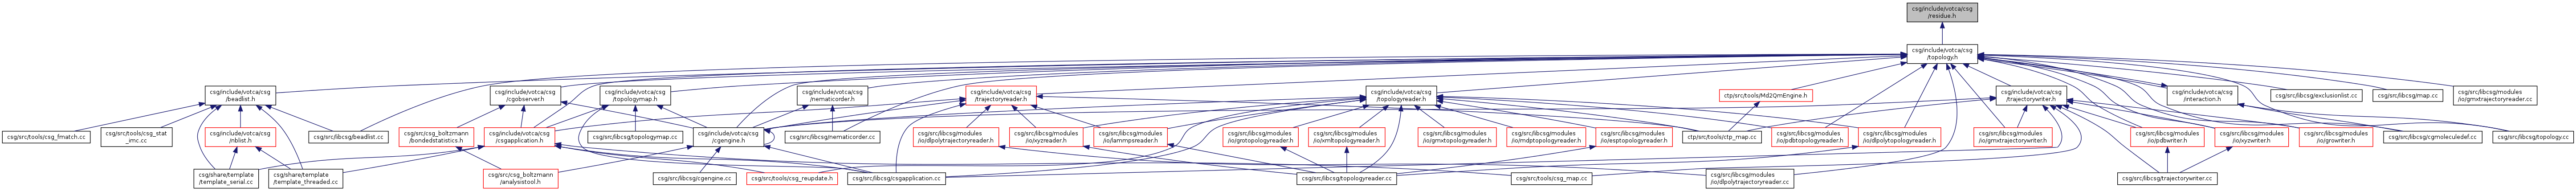 csg/include/votca/csg
/residue.h
csg/include/votca/csg
/topology.h
csg/include/votca/csg
/beadlist.h
csg/include/votca/csg
/cgobserver.h
csg/include/votca/csg
/topologymap.h
csg/include/votca/csg
/nematicorder.h
csg/include/votca/csg
/trajectoryreader.h
csg/include/votca/csg
/topologyreader.h
ctp/src/tools/Md2QmEngine.h
csg/include/votca/csg
/trajectorywriter.h
csg/include/votca/csg
/interaction.h
csg/src/libcsg/exclusionlist.cc
csg/src/libcsg/map.cc
csg/src/libcsg/modules
/io/gmxtrajectoryreader.cc
csg/src/tools/csg_fmatch.cc
csg/src/tools/csg_stat
_imc.cc
csg/include/votca/csg
/nblist.h
csg/src/libcsg/beadlist.cc
csg/src/csg_boltzmann
/bondedstatistics.h
csg/include/votca/csg
/csgapplication.h
csg/src/libcsg/topologymap.cc
csg/include/votca/csg
/cgengine.h
csg/src/libcsg/nematicorder.cc
csg/src/libcsg/modules
/io/dlpolytrajectoryreader.h
csg/src/libcsg/modules
/io/xyzreader.h
csg/src/libcsg/modules
/io/lammpsreader.h
csg/src/libcsg/modules
/io/grotopologyreader.h
csg/src/libcsg/modules
/io/xmltopologyreader.h
csg/src/libcsg/modules
/io/gmxtopologyreader.h
csg/src/libcsg/modules
/io/mdptopologyreader.h
csg/src/libcsg/modules
/io/esptopologyreader.h
ctp/src/tools/ctp_map.cc
csg/src/libcsg/modules
/io/pdbtopologyreader.h
csg/src/libcsg/modules
/io/dlpolytopologyreader.h
csg/src/libcsg/modules
/io/gmxtrajectorywriter.h
csg/src/libcsg/modules
/io/pdbwriter.h
csg/src/libcsg/modules
/io/xyzwriter.h
csg/src/libcsg/modules
/io/growriter.h
csg/src/libcsg/cgmoleculedef.cc
csg/src/libcsg/topology.cc
csg/share/template
/template_serial.cc
csg/share/template
/template_threaded.cc
csg/src/csg_boltzmann
/analysistool.h
csg/src/libcsg/cgengine.cc
csg/src/tools/csg_reupdate.h
csg/src/libcsg/csgapplication.cc
csg/src/libcsg/topologyreader.cc
csg/src/tools/csg_map.cc
csg/src/libcsg/modules
/io/dlpolytrajectoryreader.cc
csg/src/libcsg/trajectorywriter.cc